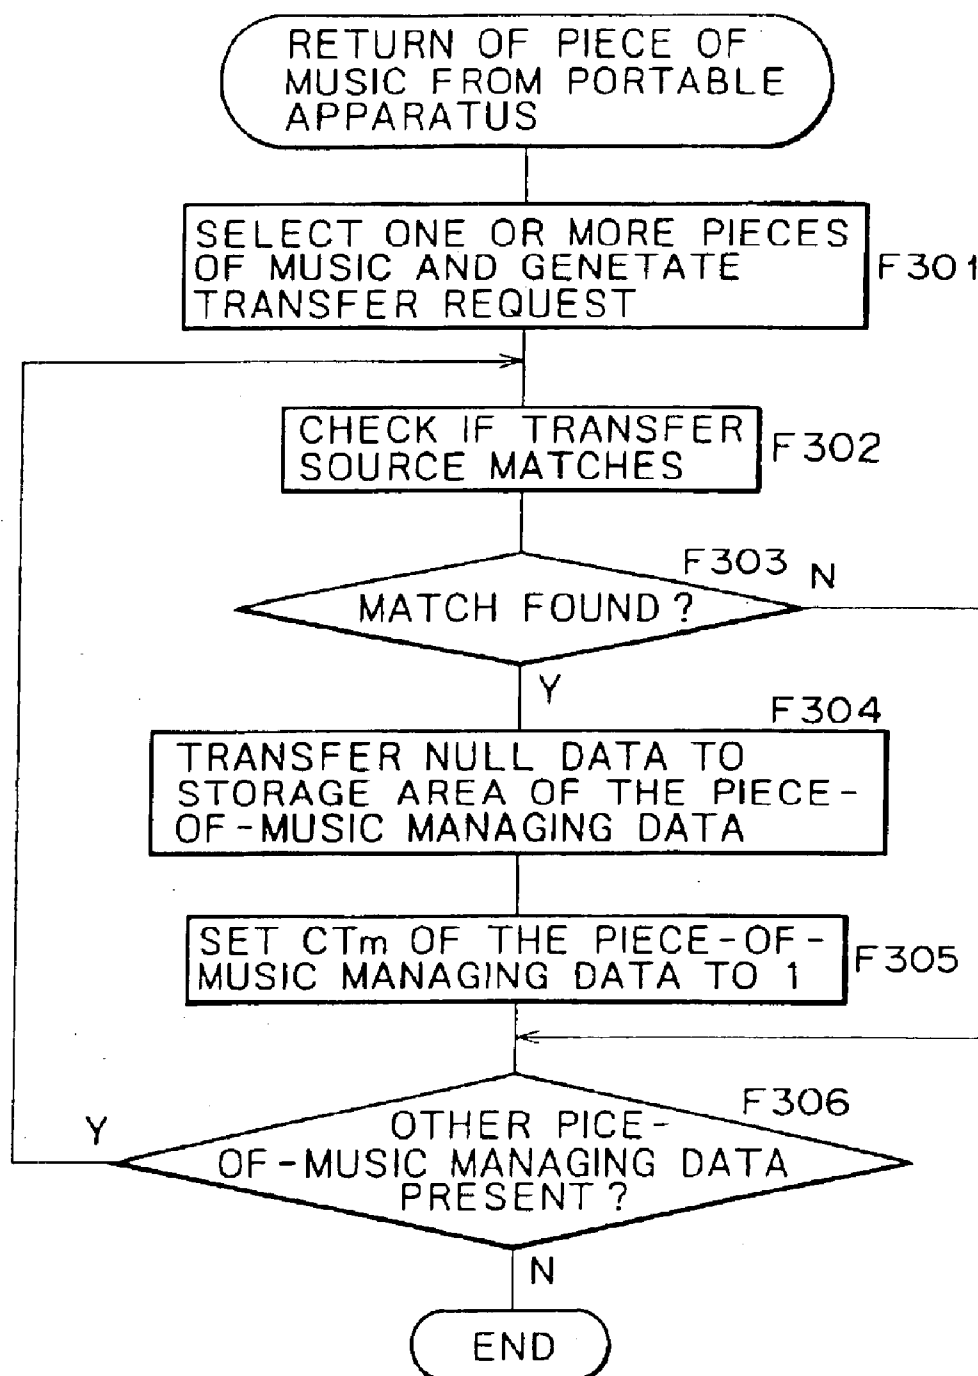 RETURN OF PIECE OF
MUSIC FROM PORTABLE
APPARATUS
SELECT ONE OR MORE PIECES
OF MUSIC AND GENETATE
TRANSFER REQUEST
F301
CHECK IF TRANSFER
SOURCE MATCHES
F302
F303
N
MATCH FOUND?
Y
F304
TRANSFER NULL DATA TO
STORAGE AREA OF THE PIECE-
OF-MUSIC MANAGING DATA
SET CTm OF THE PIECE-OF-
MUSIC MANAGING DATA TO 1
F305
F306
Y
OTHER PICE-
OF-MUSIC MANAGING DATA
PRESENT?
N
END